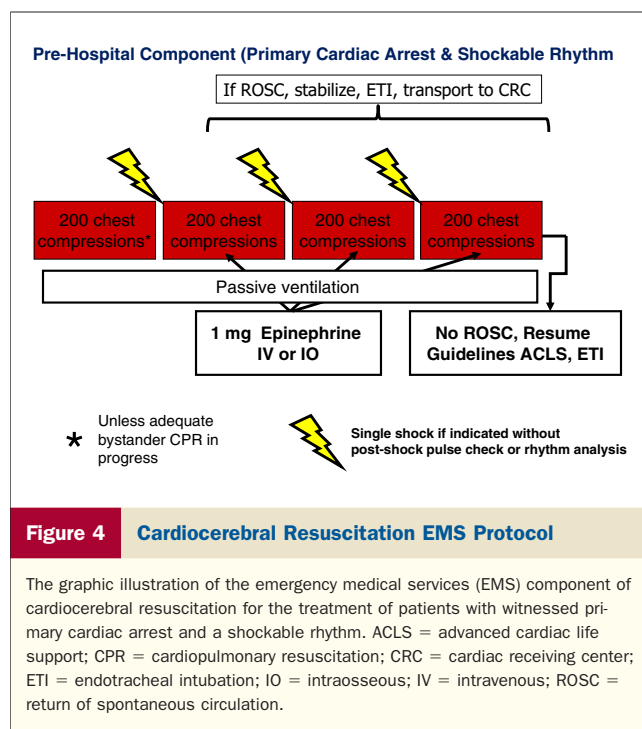 Pre-Hospital Component (Primary Cardiac Arrest & Shockable Rhythm
If ROSC, stabilize, ETI, transport to CRC
200 chest
compressions*
200 chest
compressions
200 chest
compressions
200 chest
compressions
Passive ventilation
1 mg Epinephrine
IV or IO
No ROSC, Resume
Guidelines ACLS, ETI
* Unless adequate
bystander CPR in
progress
Single shock if indicated without
post-shock pulse check or rhythm analysis
Figure 4 Cardiocerebral Resuscitation EMS Protocol
The graphic illustration of the emergency medical services (EMS) component of
cardiocerebral resuscitation for the treatment of patients with witnessed pri-
mary cardiac arrest and a shockable rhythm. ACLS = advanced cardiac life
support; CPR = cardiopulmonary resuscitation; CRC = cardiac receiving center;
ETI = endotracheal intubation; IO = intraosseous; IV = intravenous; ROSC =
return of spontaneous circulation.